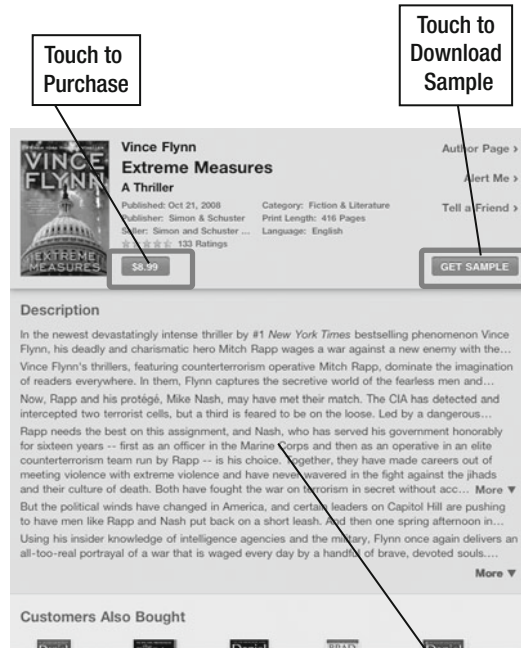 Touch to
Purchase
Touch to
Download
Sample
VINCE
FLYNN
EXTREME
MEASURES
Vince Flynn
Extreme Measures
A Thriller
Published: Oct 21, 2008
Publisher: Simon & Schuster
Seller: Simon and Schuster ...
133 Ratings
Category: Fiction & Literature
Print Length: 416 Pages
Language: English
$8.99
Author Page >
Alert Me >
Tell a Friend >
GET SAMPLE
Description
In the newest devastatingly intense thriller by #1 New York Times bestselling phenomenon Vince
Flynn, his deadly and charismatic hero Mitch Rapp wages a war against a new enemy with the...
Vince Flynn's thrillers, featuring counterterrorism operative Mitch Rapp, dominate the imagination
of readers everywhere. In them, Flynn captures the secretive world of the fearless men and...
Now, Rapp and his protégé, Mike Nash, may have met their match. The CIA has detected and
intercepted two terrorist cells, but a third is feared to be on the loose. Led by a dangerous...
Rapp needs the best on this assignment, and Nash, who has served his government honorably
for sixteen years -- first as an officer in the Marine Corps and then as an operative in an elite
counterterrorism team run by Rapp -- is his choice. Together, they have made careers out of
meeting violence with extreme violence and have never wavered in the fight against the jihads
and their culture of death. Both have fought the war on terrorism in secret without acc... More ▼
But the political winds have changed in America, and certain leaders on Capitol Hill are pushing
to have men like Rapp and Nash put back on a short leash. And then one spring afternoon in...
Using his insider knowledge of intelligence agencies and the military, Flynn once again delivers an
all-too-real portrayal of a war that is waged every day by a handful of brave, devoted souls....
More ▼
Customers Also Bought
BRAD